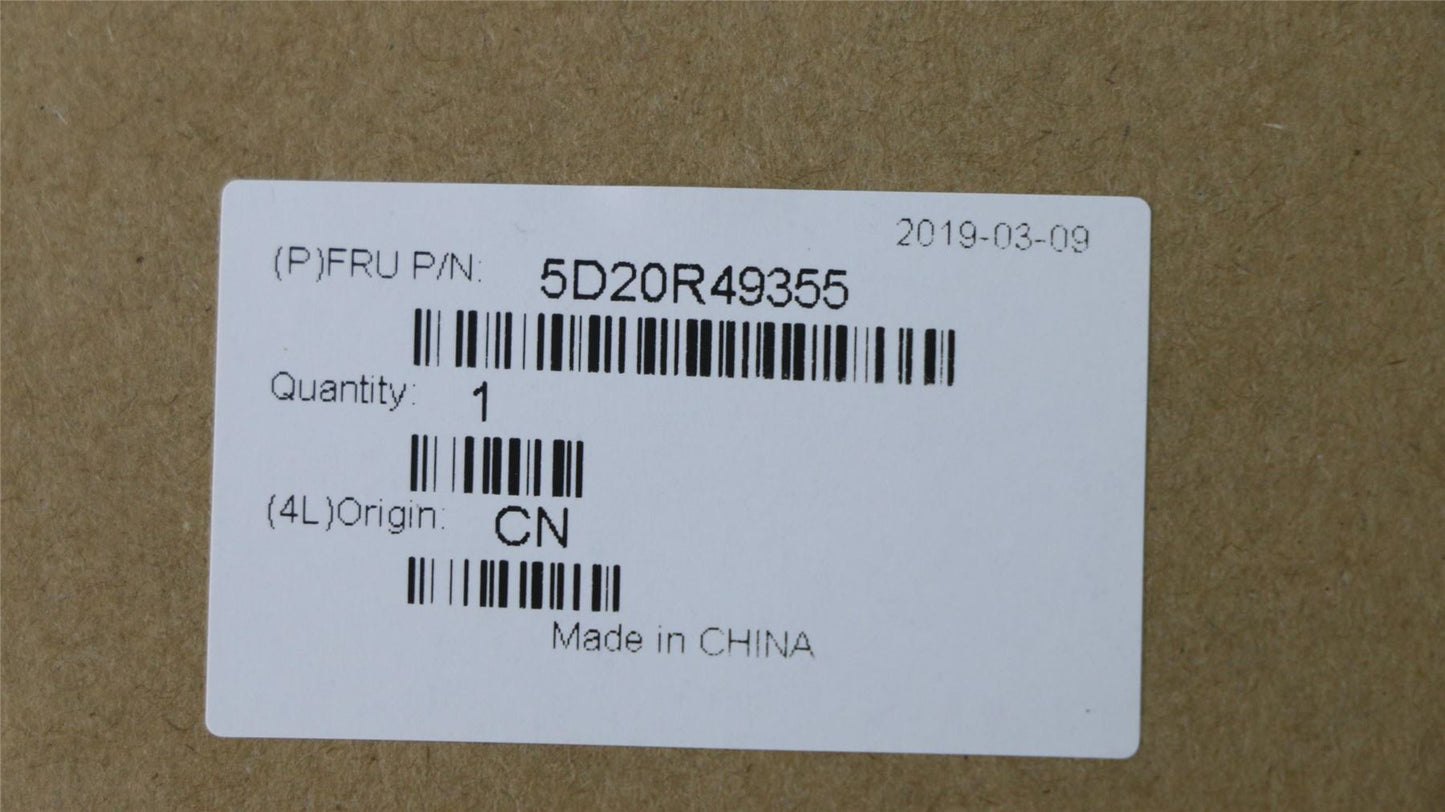 2019-03-09
(P)FRU P/N: 5D20R49355
Quantity: 1
(4L)Origin: CN
Made in CHINA